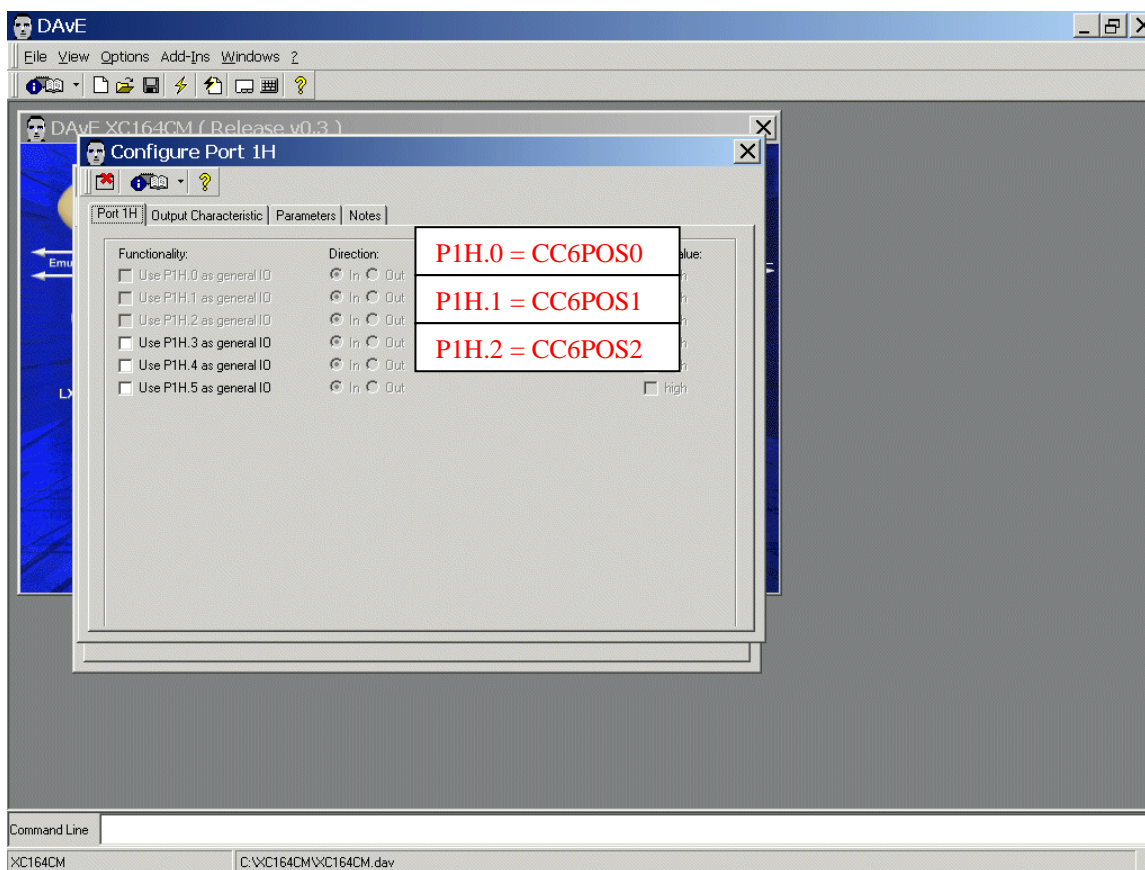 DAvE
File View Options Add-Ins Windows ?
DAvE XC164CM ( Release v0.3 )
Configure Port 1H
Port 1H Output Characteristic Parameters Notes
Functionality: Direction: alue:
Use P1H.0 as general IO In Out P1H.0 = CC6POS0
Use P1H.1 as general IO In Out P1H.1 = CC6POS1
Use P1H.2 as general IO In Out P1H.2 = CC6POS2
Use P1H.3 as general IO In Out
Use P1H.4 as general IO In Out
Use P1H.5 as general IO In Out high
Emu
LX
Command Line
XC164CM C:\XC164CM\XC164CM.dav